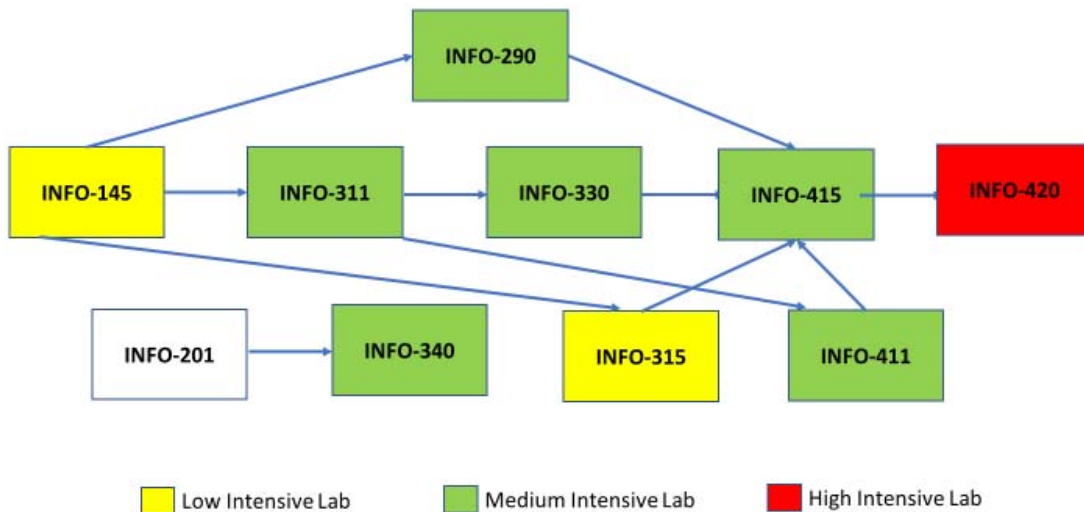 INFO-290
INFO-145
INFO-311
INFO-330
INFO-415
INFO-420
INFO-201
INFO-340
INFO-315
INFO-411
Low Intensive Lab
Medium Intensive Lab
High Intensive Lab